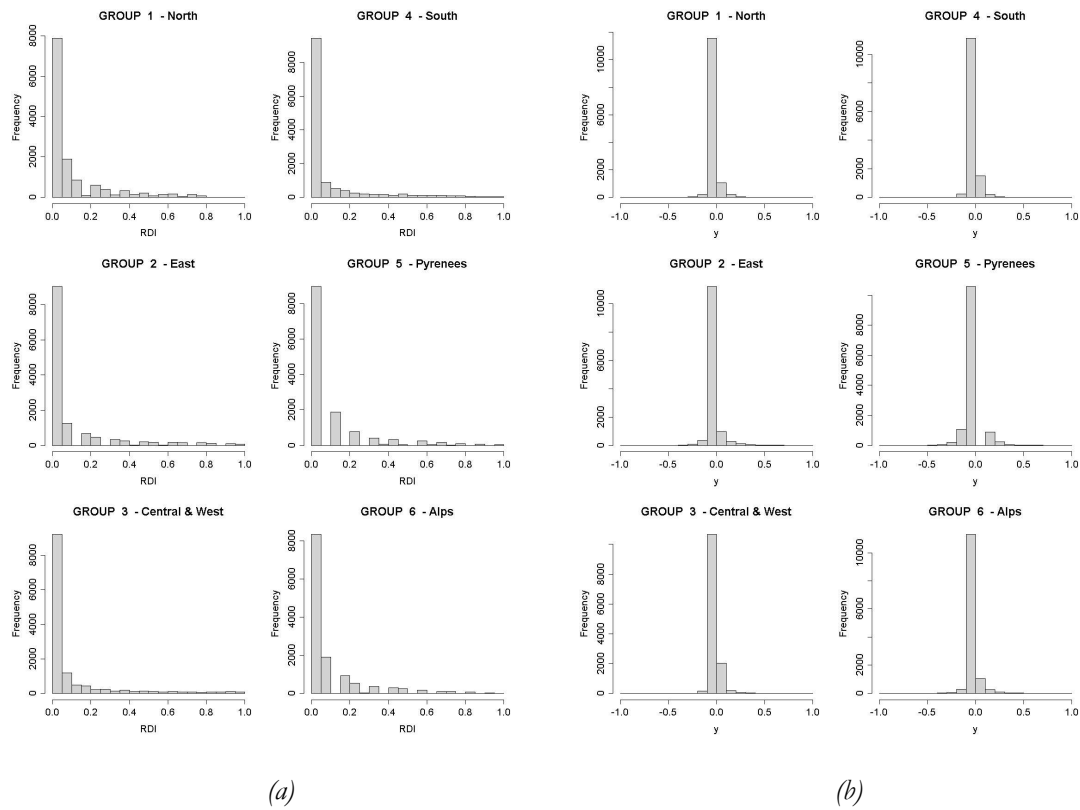 GROUP 1 - North
Frequency
8000
6000
4000
2000
0
0.0 0.2 0.4 0.6 0.8 1.0
RDI
GROUP 4 - South
Frequency
8000
6000
4000
2000
0
0.0 0.2 0.4 0.6 0.8 1.0
RDI
GROUP 1 - North
Frequency
10000
6000
2000
0
-1.0 -0.5 0.0 0.5 1.0
y
GROUP 4 - South
Frequency
10000
6000
2000
0
-1.0 -0.5 0.0 0.5 1.0
y
GROUP 2 - East
Frequency
8000
6000
4000
2000
0
0.0 0.2 0.4 0.6 0.8 1.0
RDI
GROUP 5 - Pyrenees
Frequency
8000
6000
4000
2000
0
0.0 0.2 0.4 0.6 0.8 1.0
RDI
GROUP 2 - East
Frequency
10000
6000
2000
0
-1.0 -0.5 0.0 0.5 1.0
y
GROUP 5 - Pyrenees
Frequency
10000
6000
2000
0
-1.0 -0.5 0.0 0.5 1.0
y
GROUP 3 - Central & West
Frequency
8000
6000
4000
2000
0
0.0 0.2 0.4 0.6 0.8 1.0
RDI
GROUP 6 - Alps
Frequency
8000
6000
4000
2000
0
0.0 0.2 0.4 0.6 0.8 1.0
RDI
GROUP 3 - Central & West
Frequency
8000
6000
4000
2000
0
-1.0 -0.5 0.0 0.5 1.0
y
GROUP 6 - Alps
Frequency
10000
6000
2000
0
-1.0 -0.5 0.0 0.5 1.0
y
(a)
(b)